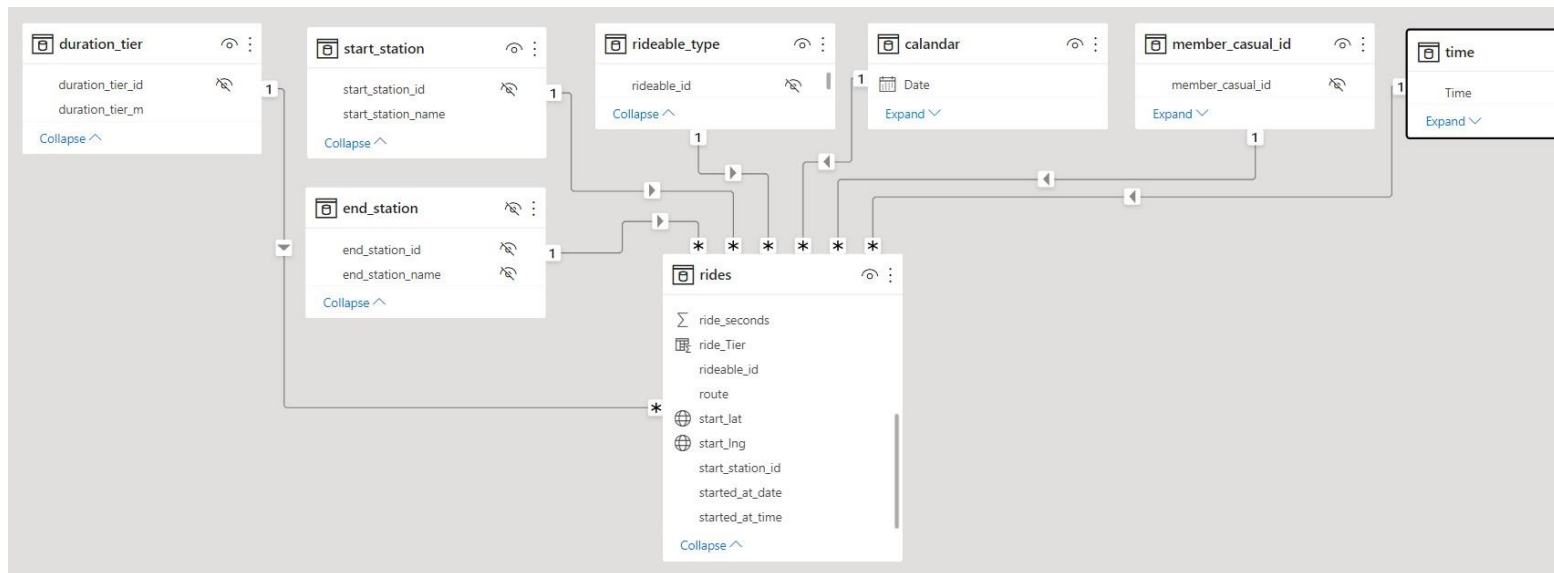 duration_tier
duration_tier_id
duration_tier_m
Collapse
1
start_station
start_station_id
start_station_name
Collapse
1
rideable_type
rideable_id
Collapse
1
calandar
Date
Expand
1
member_casual_id
member_casual_id
Expand
1
time
Time
Expand
1
end_station
end_station_id
end_station_name
Collapse
1
* * * * * *
*
rides
ride_seconds
ride_Tier
rideable_id
route
start_lat
start_lng
start_station_id
started_at_date
started_at_time
Collapse